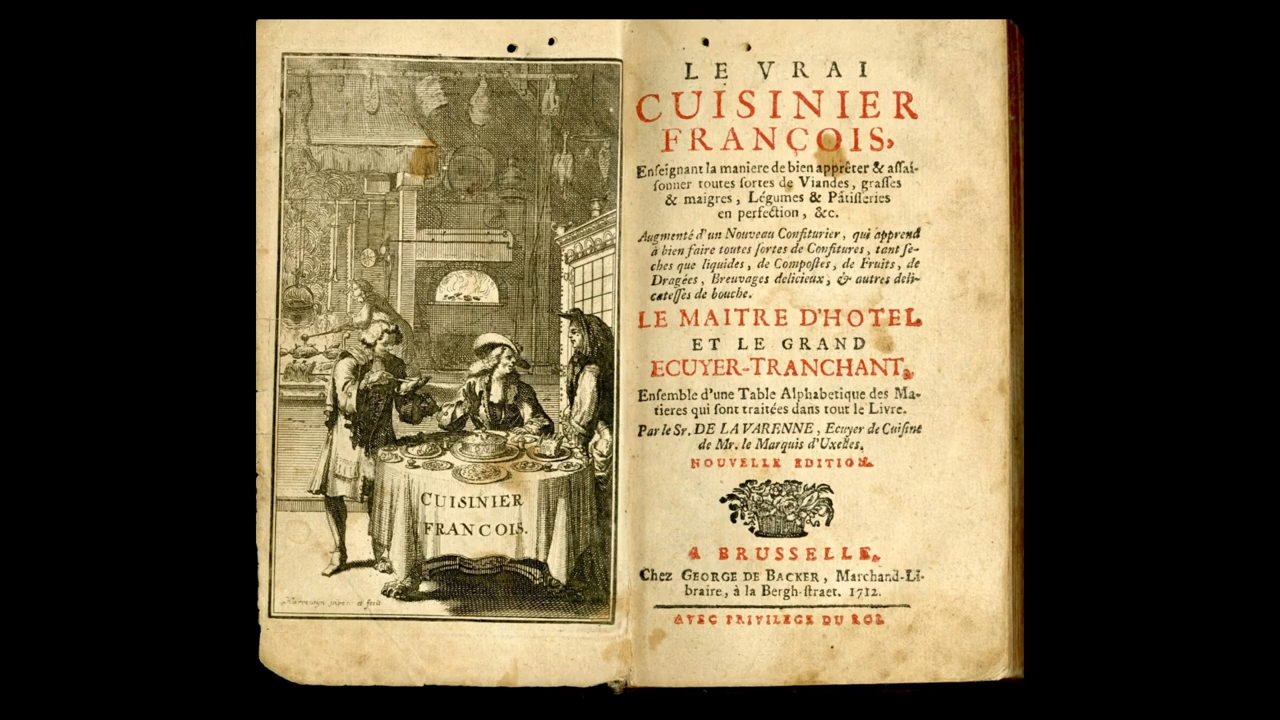 CUISINIER
FRANCOIS.
LE VRAI
CUISINIER
FRANÇOIS,
Enseignant la maniere de bien apprêter & assai-
sonner toutes sortes de Viandes, grasses
& maigres, Légumes & Pâtisseries
en perfection, &c.
Augmenté d'un Nouveau Confiturier, qui apprend
à bien faire toutes sortes de Confitures, tant se-
ches que liquides, de Compostes, de Fruits, de
Dragées, Breuvages delicieux, & autres deli-
catesses de bouche.
LE MAITRE D'HOTEL
ET LE GRAND
ECUYER-TRANCHANT,
Ensemble d'une Table Alphabetique des Ma-
tieres qui sont traitées dans tout le Livre.
Par le Sr. DE LA VARENNE, Ecuyer de Cuisine
de Mr. le Marquis d'Uxelles.
NOUVELLE EDITION.
A BRUSSELLE,
Chez GEORGE DE BACKER, Marchand-Li-
braire, à la Bergh-straet. 1712.
AVEC PRIVILEGE DU ROI.